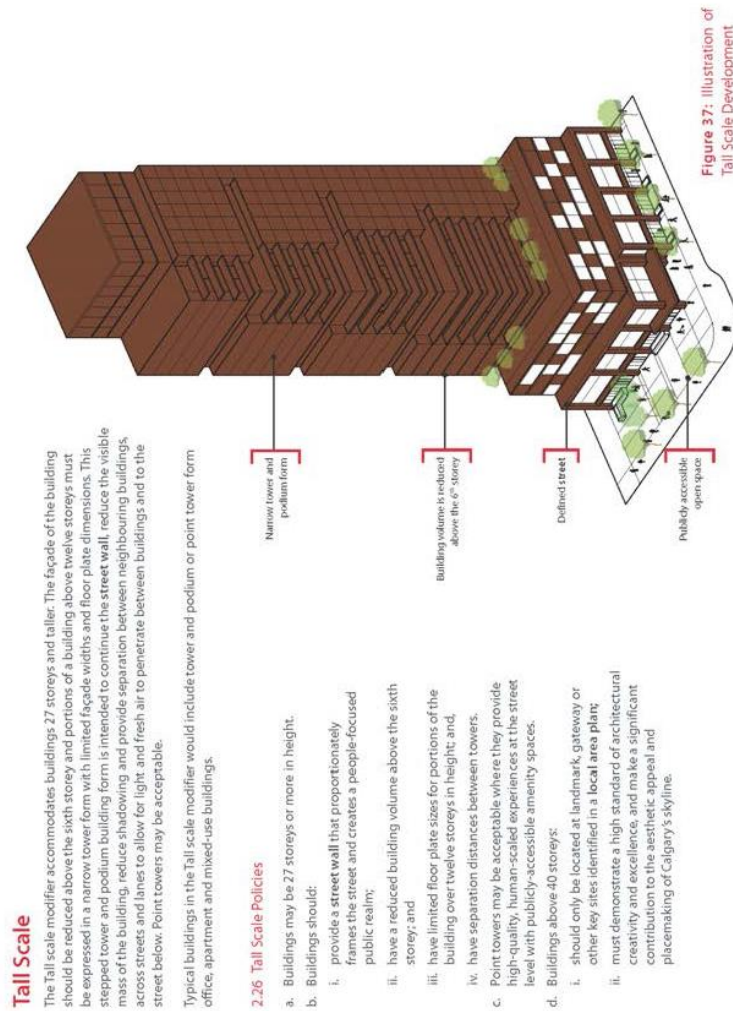 Tall Scale
The Tall scale modifier accommodates buildings 27 storeys and taller. The façade of the building
should be reduced above the sixth storey and portions of a building above twelve storeys must
be expressed in a narrow tower form with limited façade widths and floor plate dimensions. This
stepped tower and podium building form is intended to continue the street wall, reduce the visible
mass of the building, reduce shadowing and provide separation between neighbouring buildings,
across streets and lanes to allow for light and fresh air to penetrate between buildings and to the
street below. Point towers may be acceptable.
Typical buildings in the Tall scale modifier would include tower and podium or point tower form
office, apartment and mixed-use buildings.
2.26 Tall Scale Policies
a. Buildings may be 27 storeys or more in height.
b. Buildings should:
i. provide a street wall that proportionately
frames the street and creates a people-focused
public realm;
ii. have a reduced building volume above the sixth
storey; and
iii. have limited floor plate sizes for portions of the
building over twelve storeys in height; and,
iv. have separation distances between towers.
c. Point towers may be acceptable where they provide
high-quality, human-scaled experiences at the street
level with publicly-accessible amenity spaces.
d. Buildings above 40 storeys:
i. should only be located at landmark, gateway or
other key sites identified in a local area plan;
ii. must demonstrate a high standard of architectural
creativity and excellence, and make a significant
contribution to the aesthetic appeal and
placemaking of Calgary's skyline.
Narrow tower and
podium form
Building volume is reduced
above the 6th storey
Defined street
Publicly accessible
open space
Figure 37: Illustration of
Tall Scale Development